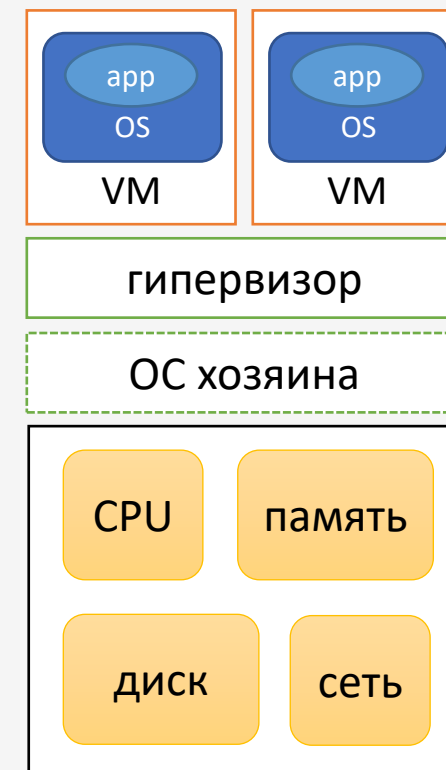 app
OS
VM
app
OS
VM
гипервизор
ОС хозяина
CPU
память
диск
сеть